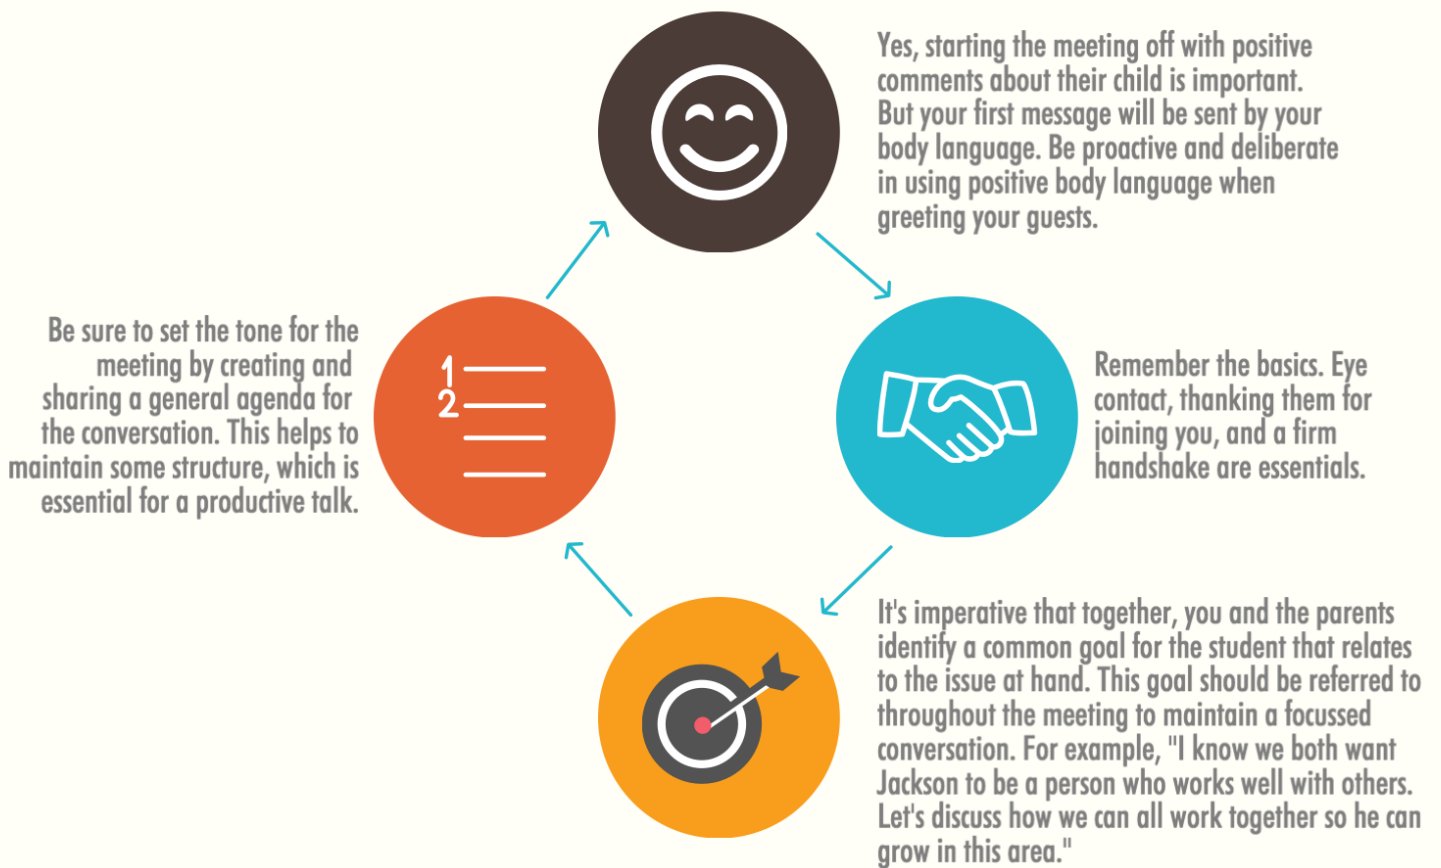 Yes, starting the meeting off with positive
comments about their child is important.
But your first message will be sent by your
body language. Be proactive and deliberate
in using positive body language when
greeting your guests.
Remember the basics. Eye
contact, thanking them for
joining you, and a firm
handshake are essentials.
It's imperative that together, you and the parents
identify a common goal for the student that relates
to the issue at hand. This goal should be referred to
throughout the meeting to maintain a focussed
conversation. For example, "I know we both want
Jackson to be a person who works well with others.
Let's discuss how we can all work together so he can
grow in this area."
Be sure to set the tone for the
meeting by creating and
sharing a general agenda for
the conversation. This helps to
maintain some structure, which is
essential for a productive talk.
1
2